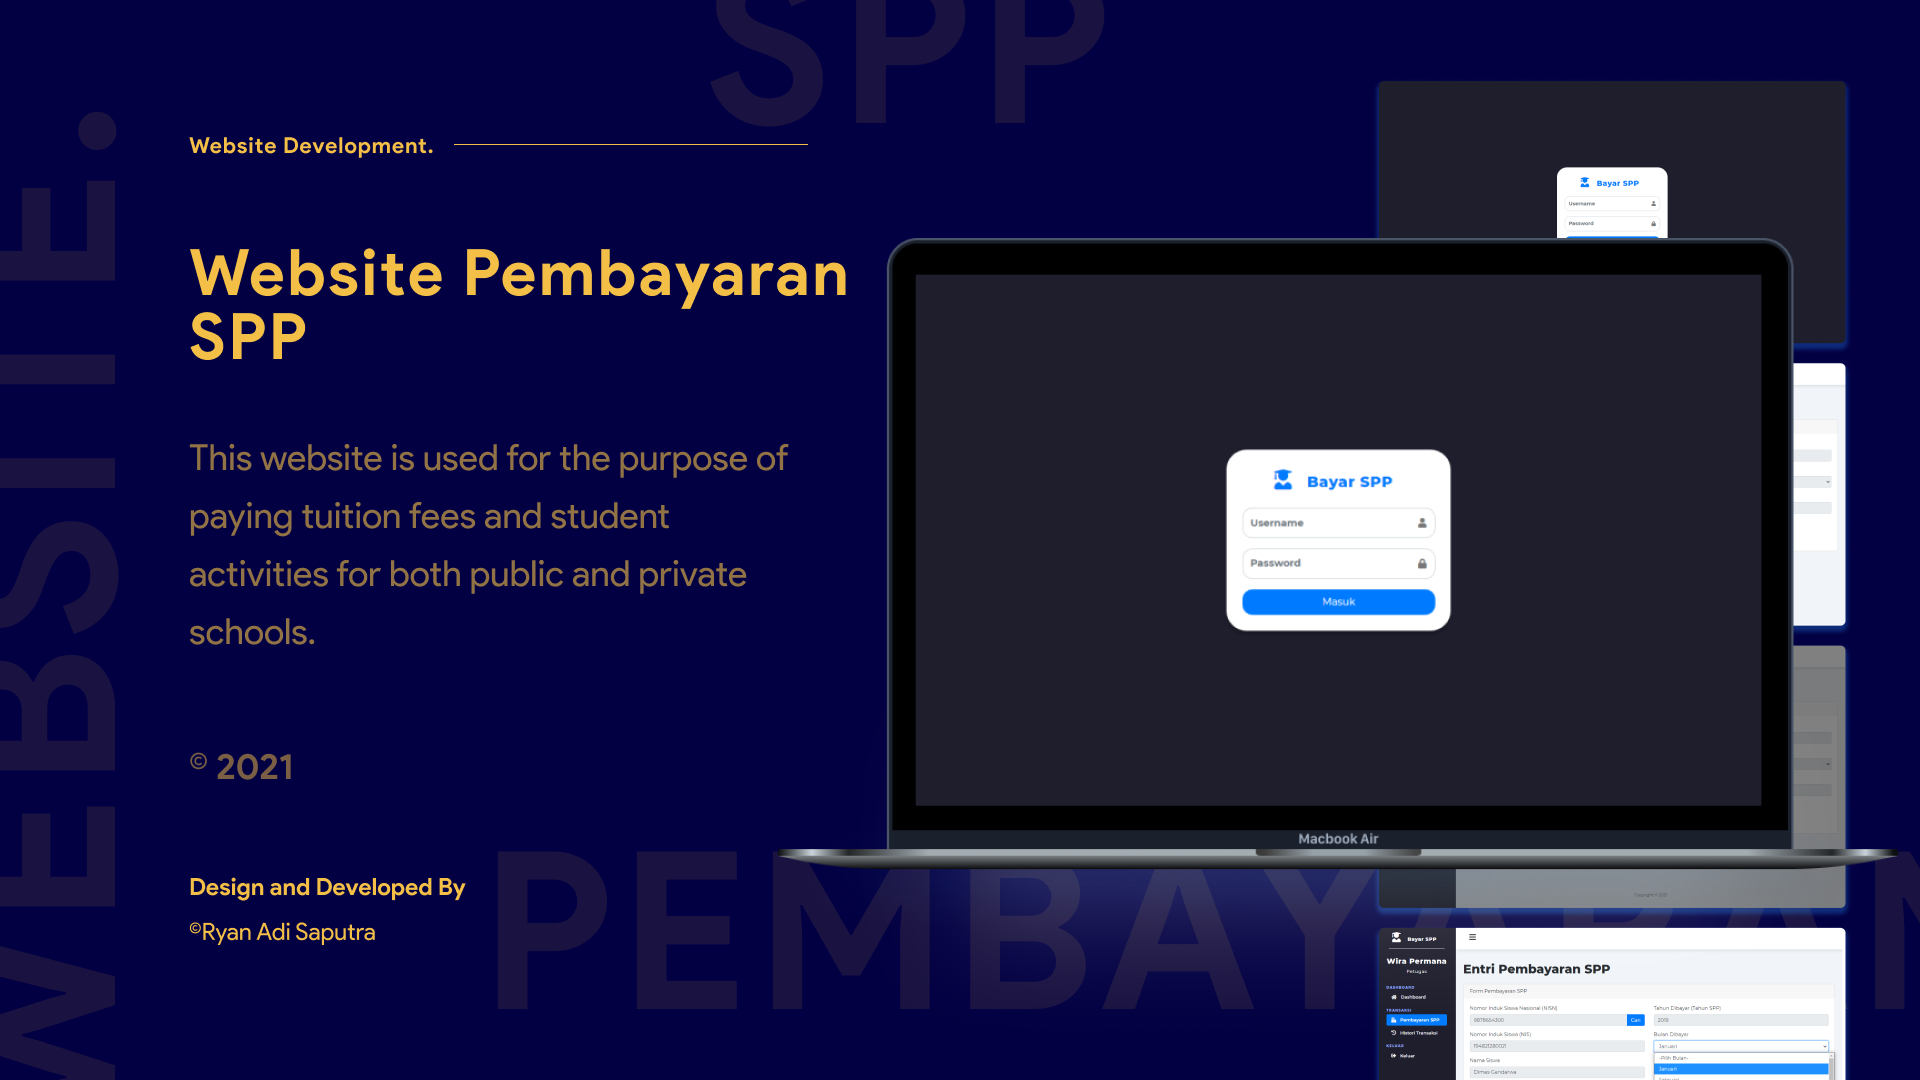 SPP
WEBSITE.
Website Development.
Website Pembayaran
SPP
This website is used for the purpose of
paying tuition fees and student
activities for both public and private
schools.
© 2021
Design and Developed By
©Ryan Adi Saputra
PEMBAYARAN
Bayar SPP
Username
Password
Bayar SPP
Username
Password
Masuk
Macbook Air
Bayar SPP
Wira Permana
Petugas
DASHBOARD
Dashboard
TRANSAKSI
Pembayaran SPP
Histori Transaksi
KELUAR
Keluar
Entri Pembayaran SPP
Form Pembayaran SPP
Nomor Induk Siswa Nasional (NISN)
Cari
Nomor Induk Siswa (NIS)
Nama Siswa
Dimas Gandarwa
Tahun Dibayar (Tahun SPP)
2019
Bulan Dibayar
Januari
-Pilih Bulan-
Januari